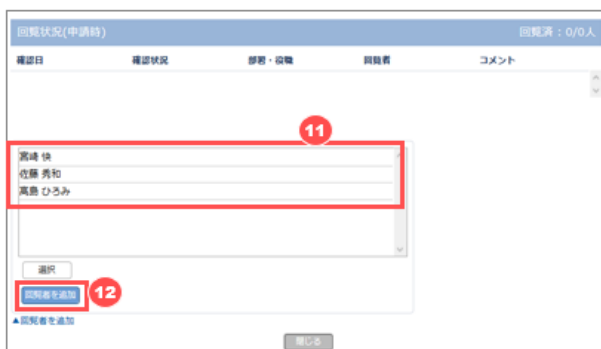 回覧状況(申請時) 回覧済：0/0人
確認日 確認状況 部署・役職 回覧者 コメント
11
宮崎 快
佐藤 秀和
高島 ひろみ
選択
回覧者を追加
12
▲回覧者を追加
閉じる